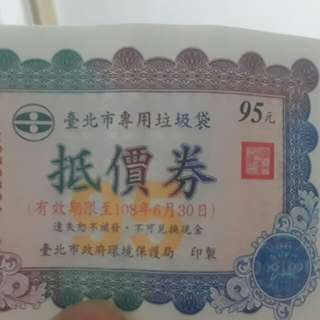 臺北市專用垃圾袋 95元
抵價券
(有效期限至108年6月30日)
遺失恕不補發,不可兌換現金
臺北市政府環境保護局 印製